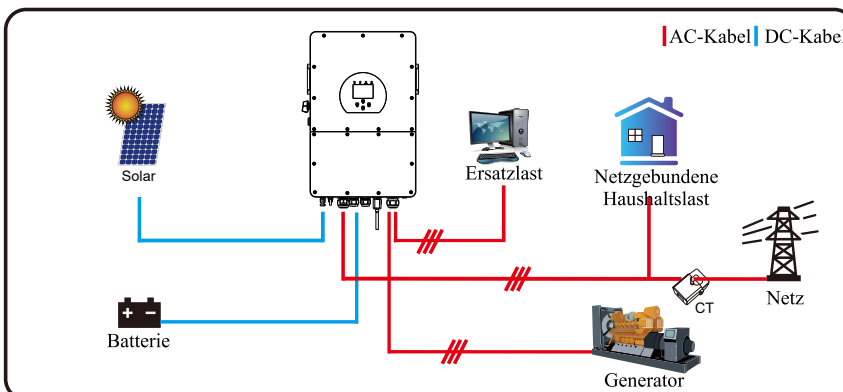 AC-Kabel DC-Kabel
Solar
Ersatzlast
Netzgebundene
Haushaltslast
CT
Netz
Batterie
Generator